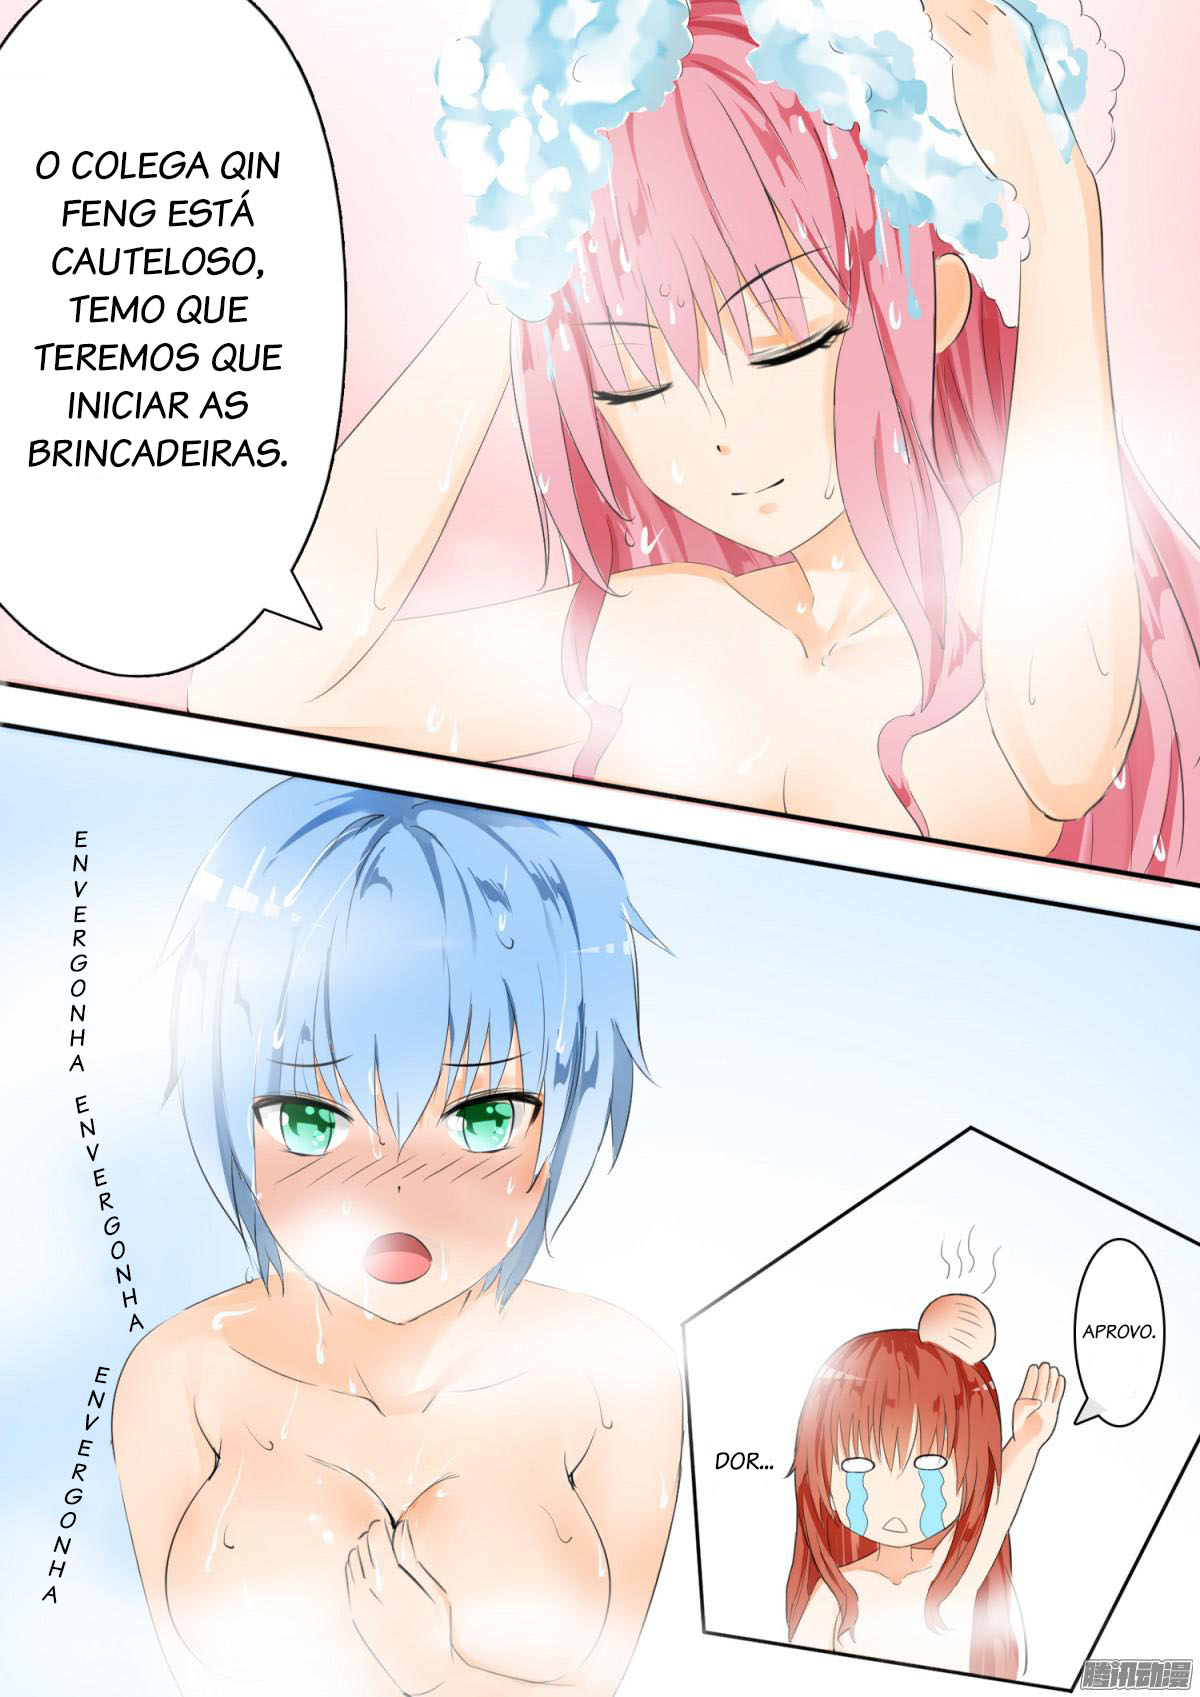 O COLEGA QIN
FENG ESTÁ
CAUTELOSO,
TEMO QUE
TEREMOS QUE
INICIAR AS
BRINCADEIRAS.
ENVERGONHA
ENVERGONHA
ENVERGONHA
APROVO.
DOR...
腾讯动漫